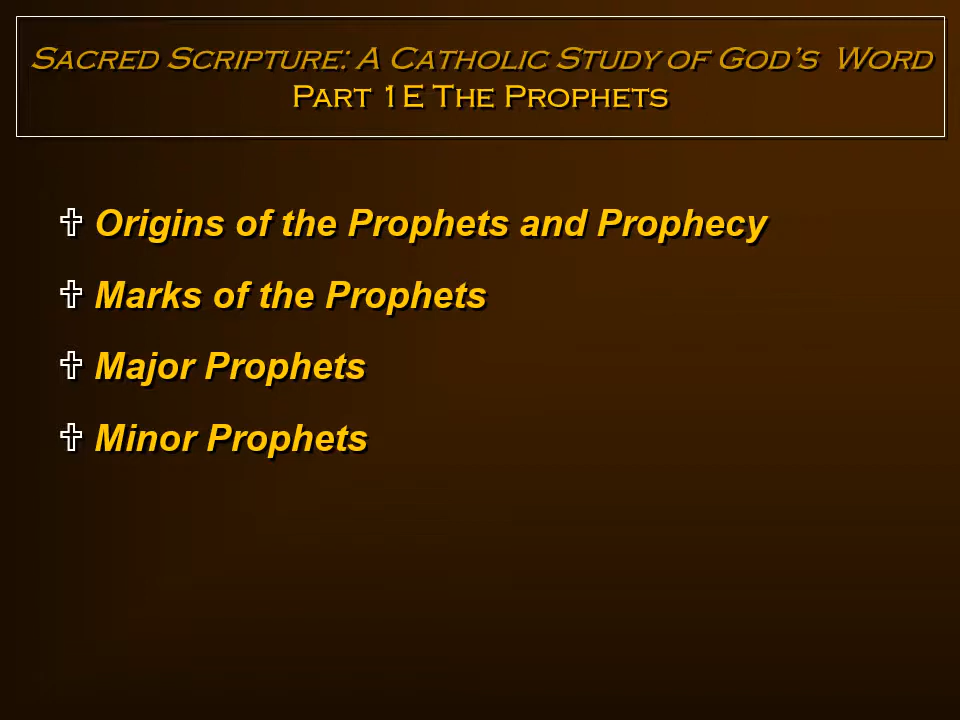 Sacred Scripture: A Catholic Study of God's Word
Part 1E The Prophets
✞ Origins of the Prophets and Prophecy
✞ Marks of the Prophets
✞ Major Prophets
✞ Minor Prophets